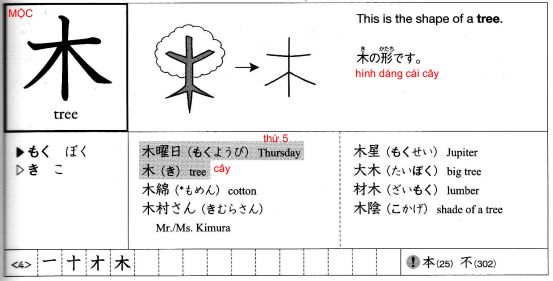 MỘC
木
tree
This is the shape of a tree.
き かたち
木の形です。
hình dáng cái cây
木
▶もく ぼく
▷き こ
thứ 5
木曜日（もくようび） Thursday
木（き） tree
cây
木綿（*もめん） cotton
木村さん（きむらさん）
Mr./Ms. Kimura
木星（もくせい） Jupiter
大木（たいぼく） big tree
材木（ざいもく） lumber
木陰（こかげ） shade of a tree
<4> 一 十 才 木
! 本(25) 不(302)